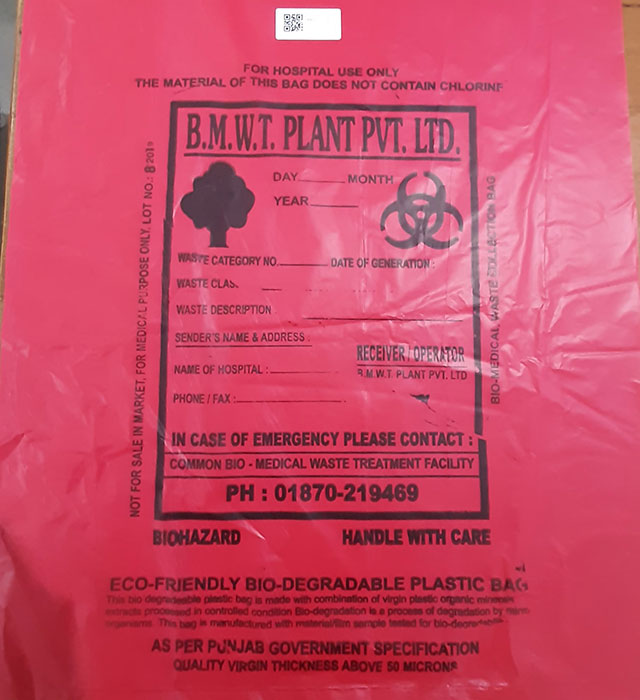 FOR HOSPITAL USE ONLY
THE MATERIAL OF THIS BAG DOES NOT CONTAIN CHLORINE
B.M.W.T. PLANT PVT. LTD.
DAY MONTH
YEAR
WASTE CATEGORY NO. DATE OF GENERATION :
WASTE CLAS.
WASTE DESCRIPTION :
SENDER'S NAME & ADDRESS :
RECEIVER / OPERATOR
NAME OF HOSPITAL :
B.M.W.T. PLANT PVT. LTD
PHONE / FAX :
IN CASE OF EMERGENCY PLEASE CONTACT :
COMMON BIO - MEDICAL WASTE TREATMENT FACILITY
PH : 01870-219469
NOT FOR SALE IN MARKET, FOR MEDICAL PURPOSE ONLY, LOT NO.: 8 2019
BIO-MEDICAL WASTE COLLECTION BAG
BIOHAZARD HANDLE WITH CARE
ECO-FRIENDLY BIO-DEGRADABLE PLASTIC BAG
This bio degradeable plastic bag is made with combination of virgin plastic organic
extracts processed in controlled condition Bio-degradation is a process of degradation by
organisms. This bag is manufactured with material/film sample tested for
AS PER PUNJAB GOVERNMENT SPECIFICATION
QUALITY VIRGIN THICKNESS ABOVE 50 MICRONS